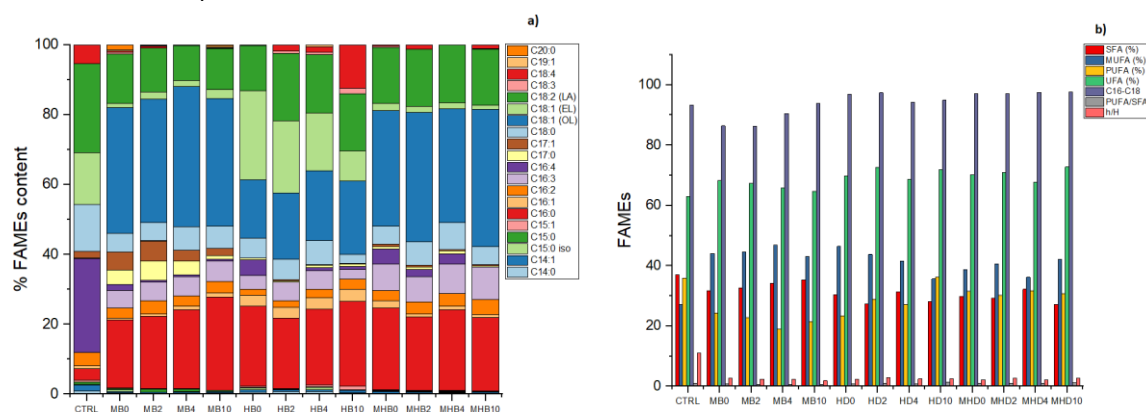 a)
% FAMEs content
100
80
60
40
20
0
CTRL MB0 MB2 MB4 MB10 HB0 HB2 HB4 HB10 MHB0 MHB2 MHB4 MHB10
C20:0
C19:1
C18:4
C18:3
C18:2 (LA)
C18:1 (EL)
C18:1 (OL)
C18:0
C17:1
C17:0
C16:4
C16:3
C16:2
C16:1
C16:0
C15:1
C15:0
C15:0 iso
C14:1
C14:0
b)
FAMEs
100
80
60
40
20
0
CTRL MB0 MB2 MB4 MB10 HD0 HD2 HD4 HD10 MHD0 MHD2 MHD4 MHD10
SFA (%)
MUFA (%)
PUFA (%)
UFA (%)
C16-C18
PUFA/SFA
h/H